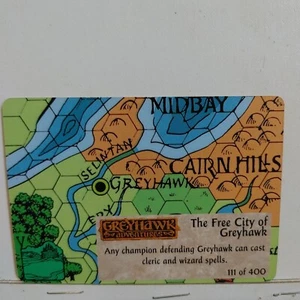 MIDBAY
SELINTAN
CAIRN HILLS
GREYHAWK
GREYHAWK
ADVENTURES
The Free City of
Greyhawk
Any champion defending Greyhawk can cast
cleric and wizard spells.
111 of 400